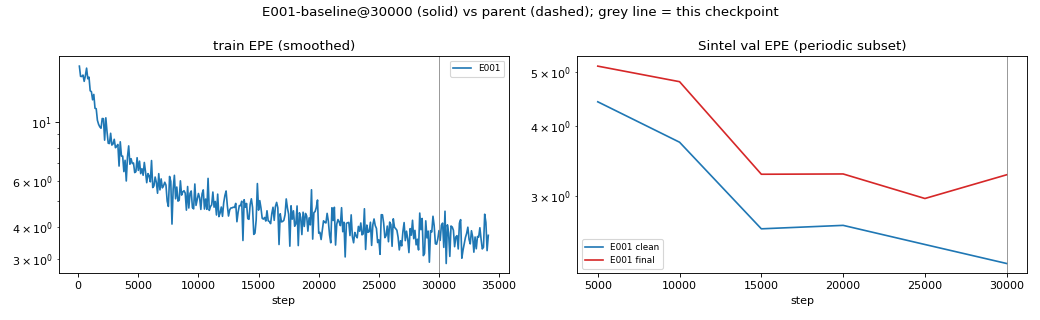 E001-baseline@30000 (solid) vs parent (dashed); grey line = this checkpoint
train EPE (smoothed)
E001
10¹
6 × 10⁰
4 × 10⁰
3 × 10⁰
0 5000 10000 15000 20000 25000 30000 35000
step
Sintel val EPE (periodic subset)
5 × 10⁰
4 × 10⁰
3 × 10⁰
E001 clean
E001 final
5000 10000 15000 20000 25000 30000
step